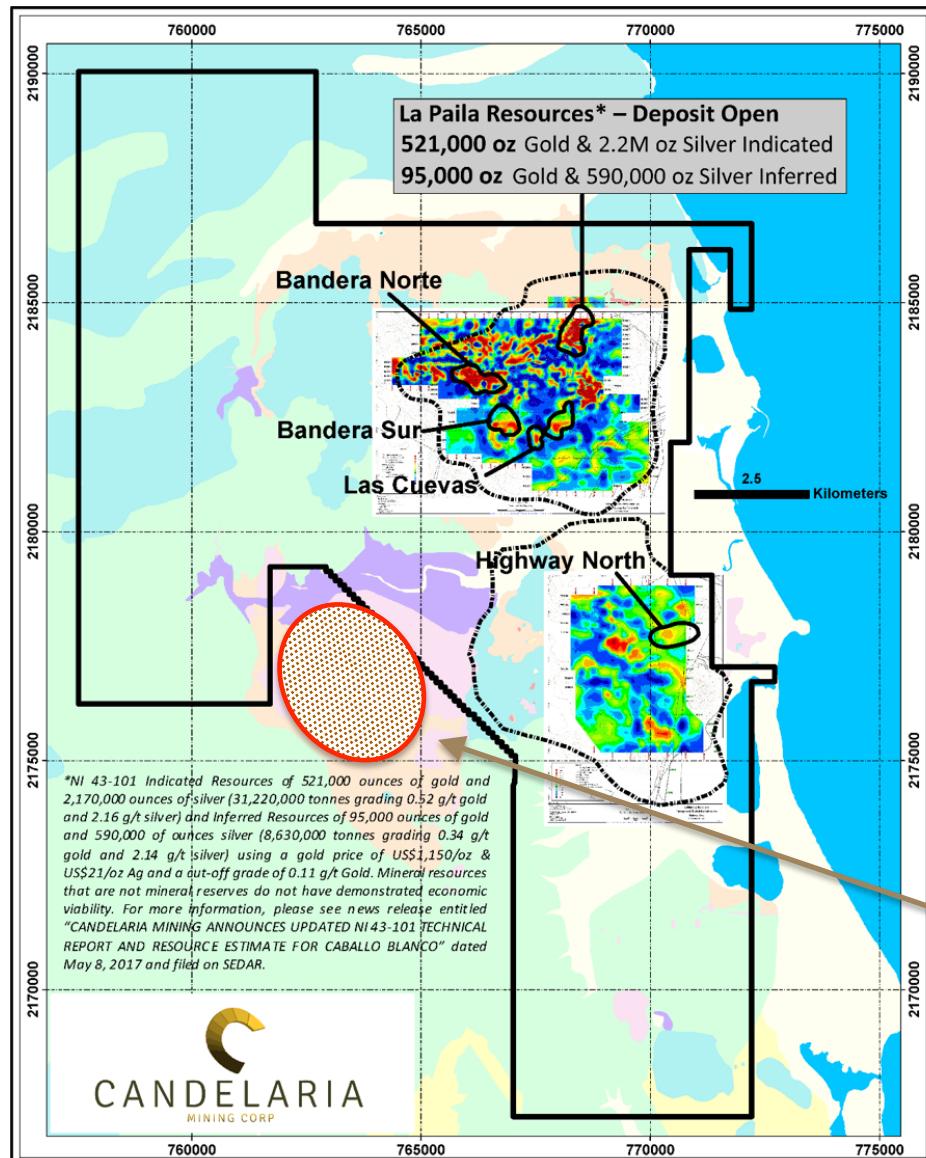 760000
765000
770000
775000
2190000
2190000
La Paila Resources* – Deposit Open
521,000 oz Gold & 2.2M oz Silver Indicated
95,000 oz Gold & 590,000 oz Silver Inferred
Bandera Norte
2185000
2185000
Bandera Sur
Las Cuevas
2.5
Kilometers
2180000
2180000
Highway North
2175000
2175000
*NI 43-101 Indicated Resources of 521,000 ounces of gold and
2,170,000 ounces of silver (31,220,000 tonnes grading 0.52 g/t gold
and 2.16 g/t silver) and Inferred Resources of 95,000 ounces of gold
and 590,000 of ounces silver (8,630,000 tonnes grading 0.34 g/t
gold and 2.14 g/t silver) using a gold price of US$1,150/oz &
US$21/oz Ag and a cut-off grade of 0.11 g/t Gold. Mineral resources
that are not mineral reserves do not have demonstrated economic
viability. For more information, please see news release entitled
"CANDELARIA MINING ANNOUNCES UPDATED NI 43-101 TECHNICAL
REPORT AND RESOURCE ESTIMATE FOR CABALLO BLANCO" dated
May 8, 2017 and filed on SEDAR.
2170000
2170000
CANDELARIA
MINING CORP
760000
765000
770000
775000